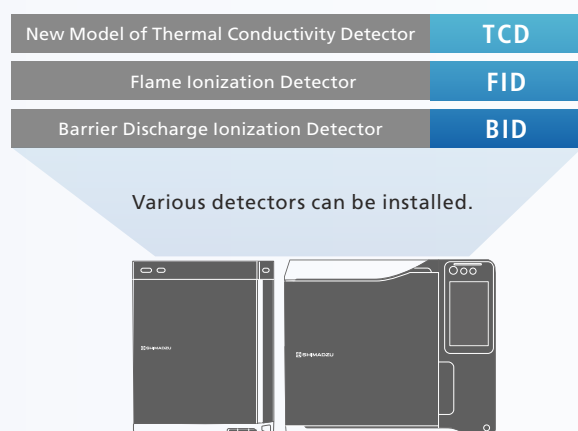 New Model of Thermal Conductivity Detector TCD
Flame Ionization Detector FID
Barrier Discharge Ionization Detector BID
Various detectors can be installed.
SHIMADZU
SHIMADZU